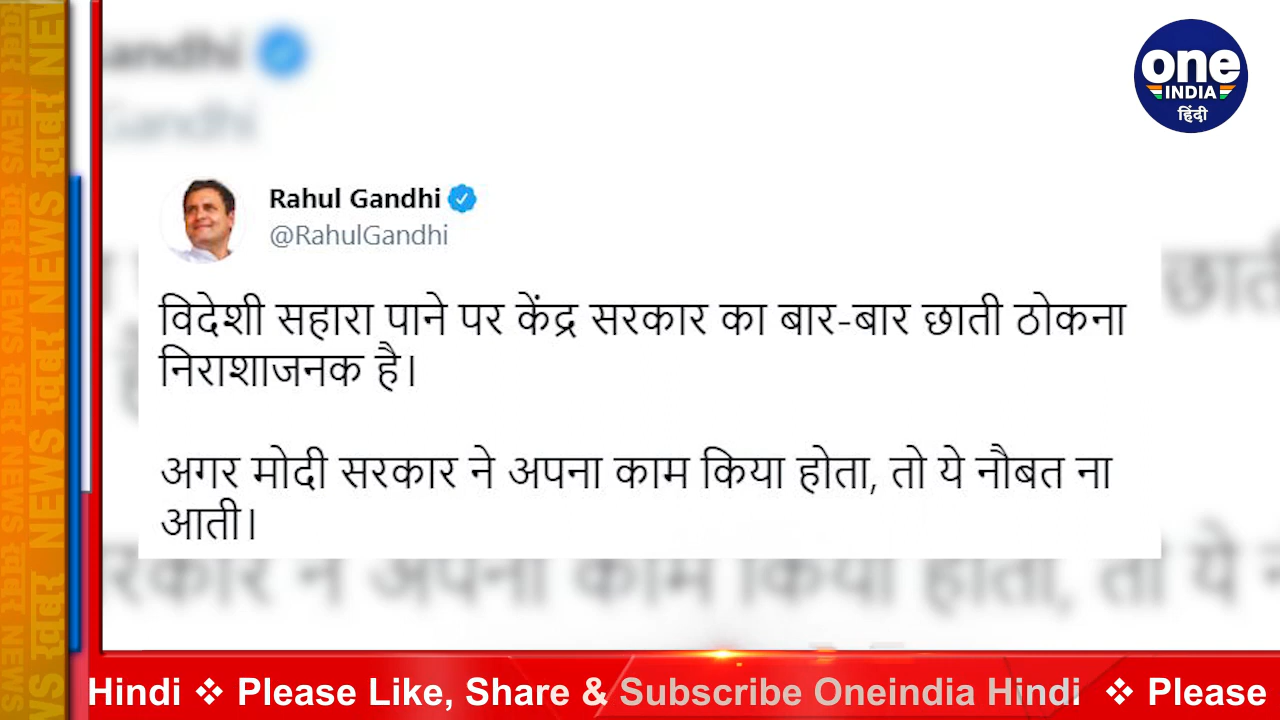 one
INDIA
हिंदी
Rahul Gandhi
@RahulGandhi
विदेशी सहारा पाने पर केंद्र सरकार का बार-बार छाती ठोकना
निराशाजनक है।
अगर मोदी सरकार ने अपना काम किया होता, तो ये नौबत ना
आती।
Hindi ❖ Please Like, Share & Subscribe Oneindia Hindi ❖ Please